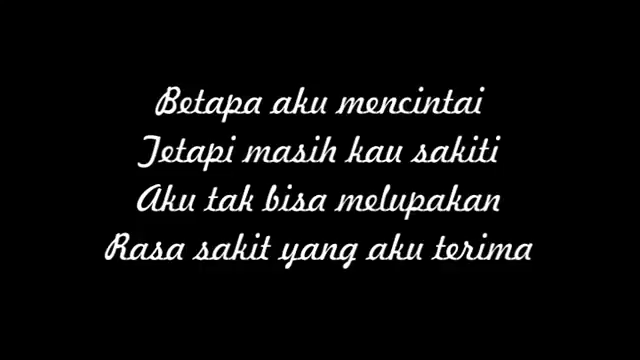 Betapa aku mencintai
Tetapi masih kau sakiti
Aku tak bisa melupakan
Rasa sakit yang aku terima